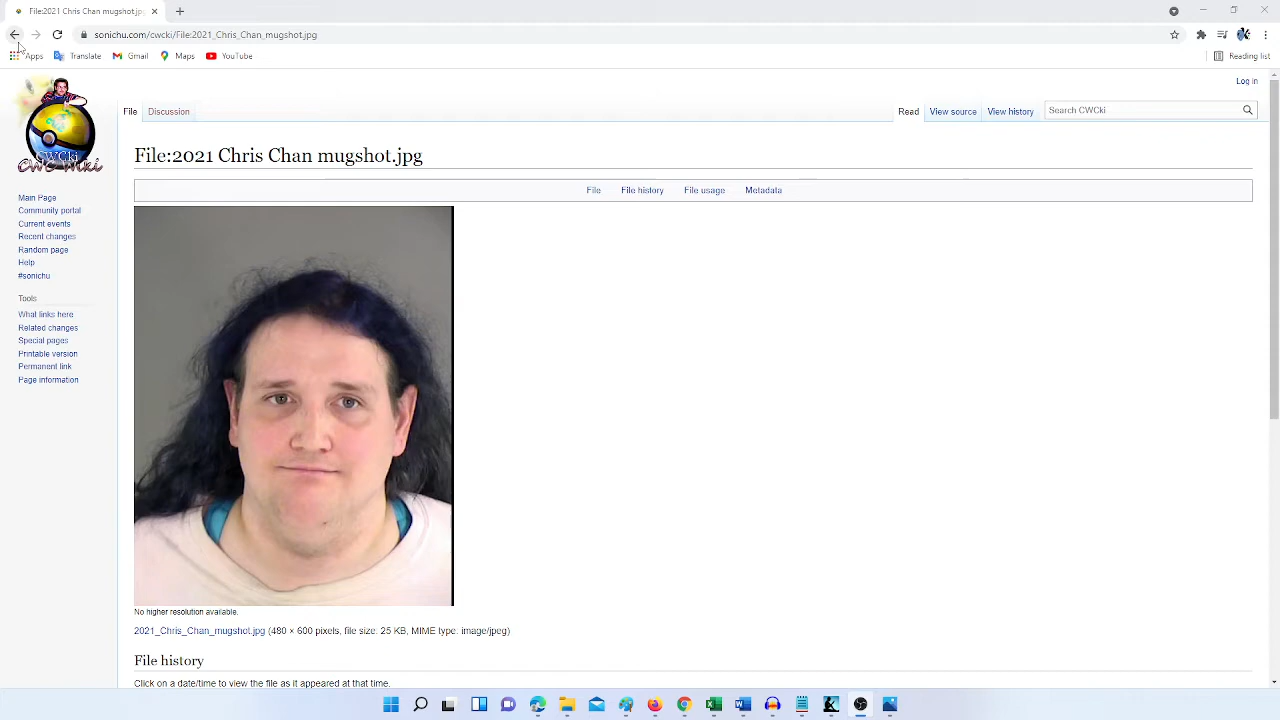 File:2021 Chris Chan mugshot.jpg
sonichu.com/cwcki/File:2021_Chris_Chan_mugshot.jpg
Apps Translate Gmail Maps YouTube Reading list
Log in
File Discussion Read View source View history Search CWCki
CWCki
CWC Wiki
File:2021 Chris Chan mugshot.jpg
File File history File usage Metadata
Main Page
Community portal
Current events
Recent changes
Random page
Help
#sonichu
Tools
What links here
Related changes
Special pages
Printable version
Permanent link
Page information
No higher resolution available.
2021_Chris_Chan_mugshot.jpg (480 × 600 pixels, file size: 25 KB, MIME type: image/jpeg)
File history
Click on a date/time to view the file as it appeared at that time.